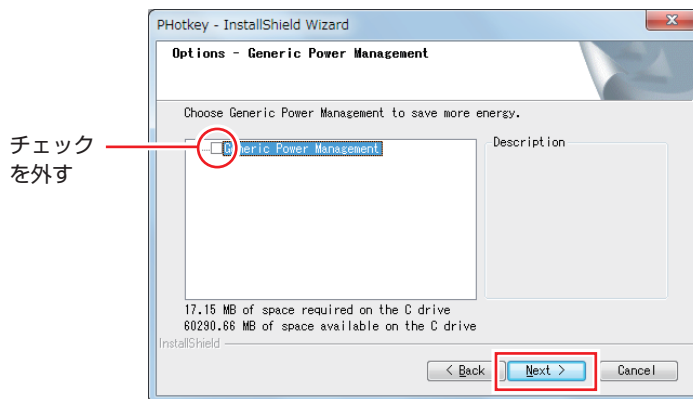 PHotkey - InstallShield Wizard
Options - Generic Power Management
Choose Generic Power Management to save more energy.
チェック
を外す
Generic Power Management
Description
17.15 MB of space required on the C drive
60290.66 MB of space available on the C drive
InstallShield
< Back
Next >
Cancel